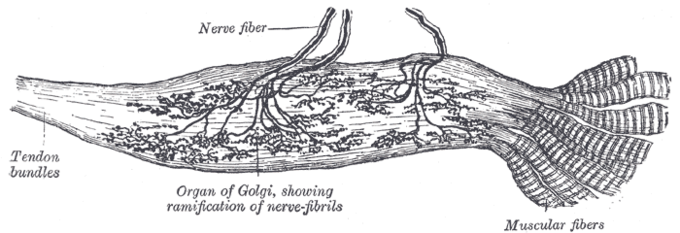 Nerve fiber
Tendon
bundles
Organ of Golgi, showing
ramification of nerve-fibrils
Muscular fibers